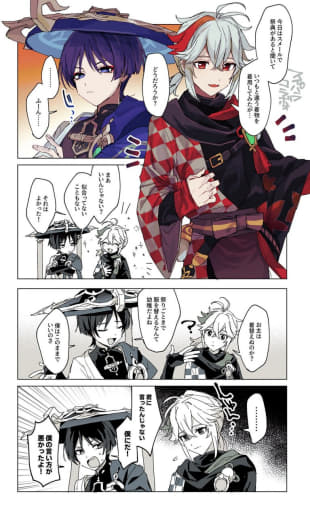 今日はスメールで
祭典があると聞いて
いつもと違う着物を
着用してみたが…
どうだろうか?
………
ふーん…
まあ
いいんじゃない?
似合ってない
こともない
それは
よかった!
お主は
着替えぬのか?
祭りごときで
服を替えるなんて
幼稚だよね
僕はこのままで
いいのさ
………
君に
言ったんじゃない
僕にだ!
僕の言い方が
悪かったよ!